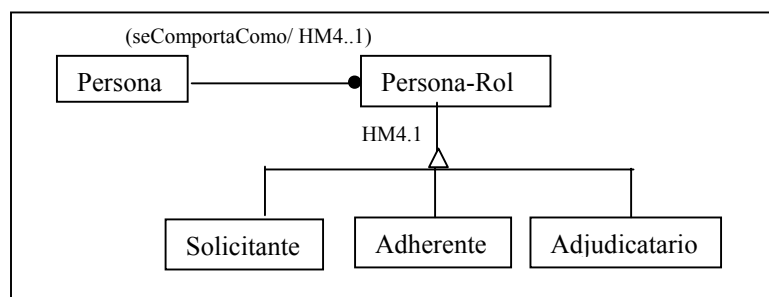 (seComportaComo/ HM4..1)
Persona
Persona-Rol
HM4.1
Solicitante
Adherente
Adjudicatario